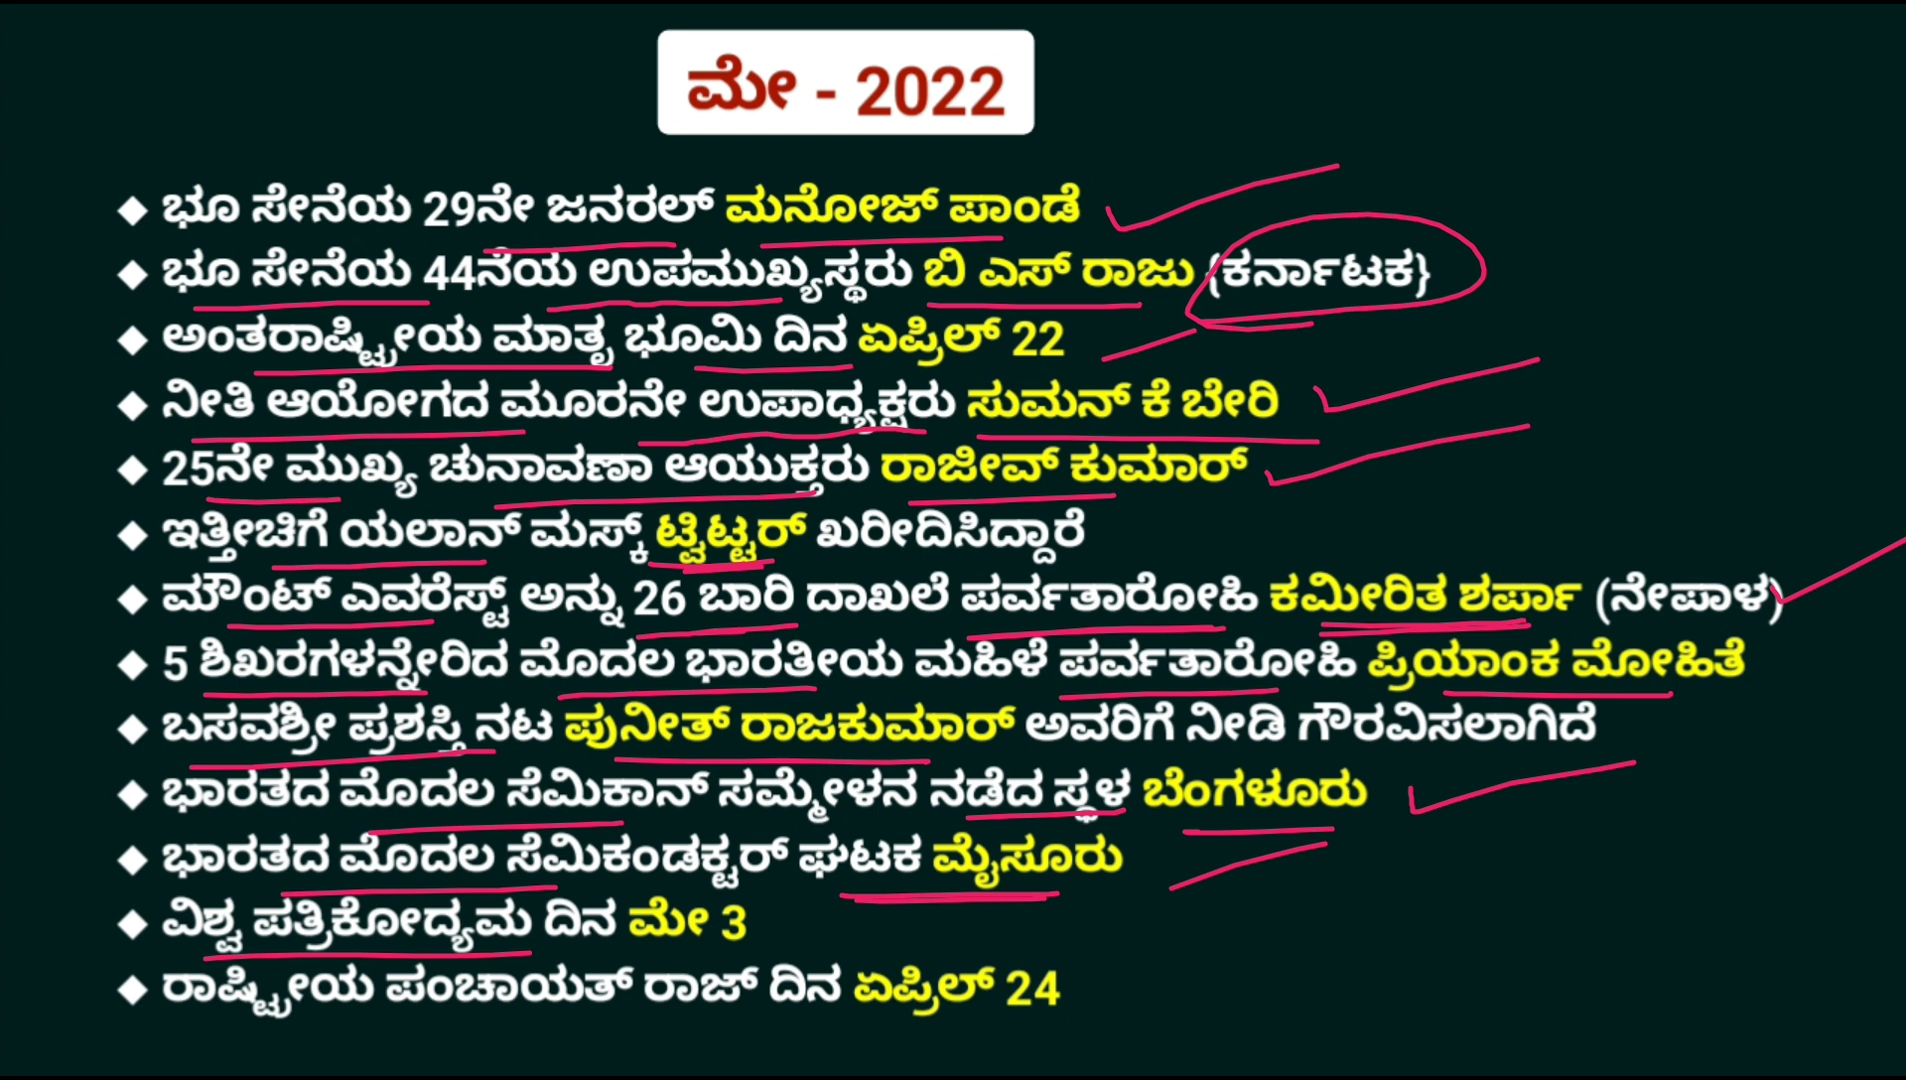 ಮೇ - 2022
◆ ಭೂ ಸೇನೆಯ 29ನೇ ಜನರಲ್ ಮನೋಜ್ ಪಾಂಡೆ
◆ ಭೂ ಸೇನೆಯ 44ನೆಯ ಉಪಮುಖ್ಯಸ್ಥರು ಬಿ ಎಸ್ ರಾಜು (ಕರ್ನಾಟಕ}
◆ ಅಂತರಾಷ್ಟ್ರೀಯ ಮಾತೃ ಭೂಮಿ ದಿನ ಏಪ್ರಿಲ್ 22
◆ ನೀತಿ ಆಯೋಗದ ಮೂರನೇ ಉಪಾಧ್ಯಕ್ಷರು ಸುಮನ್ ಕೆ ಬೇರಿ
◆ 25ನೇ ಮುಖ್ಯ ಚುನಾವಣಾ ಆಯುಕ್ತರು ರಾಜೀವ್ ಕುಮಾರ್
◆ ಇತ್ತೀಚಿಗೆ ಯಲಾನ್ ಮಸ್ಕ್ ಟ್ವಿಟ್ಟರ್ ಖರೀದಿಸಿದ್ದಾರೆ
◆ ಮೌಂಟ್ ಎವರೆಸ್ಟ್ ಅನ್ನು 26 ಬಾರಿ ದಾಖಲೆ ಪರ್ವತಾರೋಹಿ ಕಮೀರಿತ ಶರ್ಪಾ (ನೇಪಾಳ)
◆ 5 ಶಿಖರಗಳನ್ನೇರಿದ ಮೊದಲ ಭಾರತೀಯ ಮಹಿಳೆ ಪರ್ವತಾರೋಹಿ ಪ್ರಿಯಾಂಕ ಮೋಹಿತೆ
◆ ಬಸವಶ್ರೀ ಪ್ರಶಸ್ತಿ ನಟ ಪುನೀತ್ ರಾಜಕುಮಾರ್ ಅವರಿಗೆ ನೀಡಿ ಗೌರವಿಸಲಾಗಿದೆ
◆ ಭಾರತದ ಮೊದಲ ಸೆಮಿಕಾನ್ ಸಮ್ಮೇಳನ ನಡೆದ ಸ್ಥಳ ಬೆಂಗಳೂರು
◆ ಭಾರತದ ಮೊದಲ ಸೆಮಿಕಂಡಕ್ಟರ್ ಘಟಕ ಮೈಸೂರು
◆ ವಿಶ್ವ ಪತ್ರಿಕೋದ್ಯಮ ದಿನ ಮೇ 3
◆ ರಾಷ್ಟ್ರೀಯ ಪಂಚಾಯತ್ ರಾಜ್ ದಿನ ಏಪ್ರಿಲ್ 24